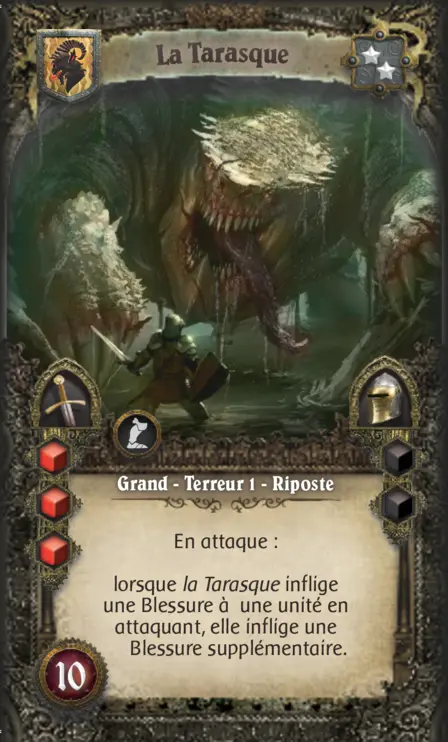 La Tarasque
Grand - Terreur 1 - Riposte
En attaque :
lorsque la Tarasque inflige
une Blessure à une unité en
attaquant, elle inflige une
Blessure supplémentaire.
10